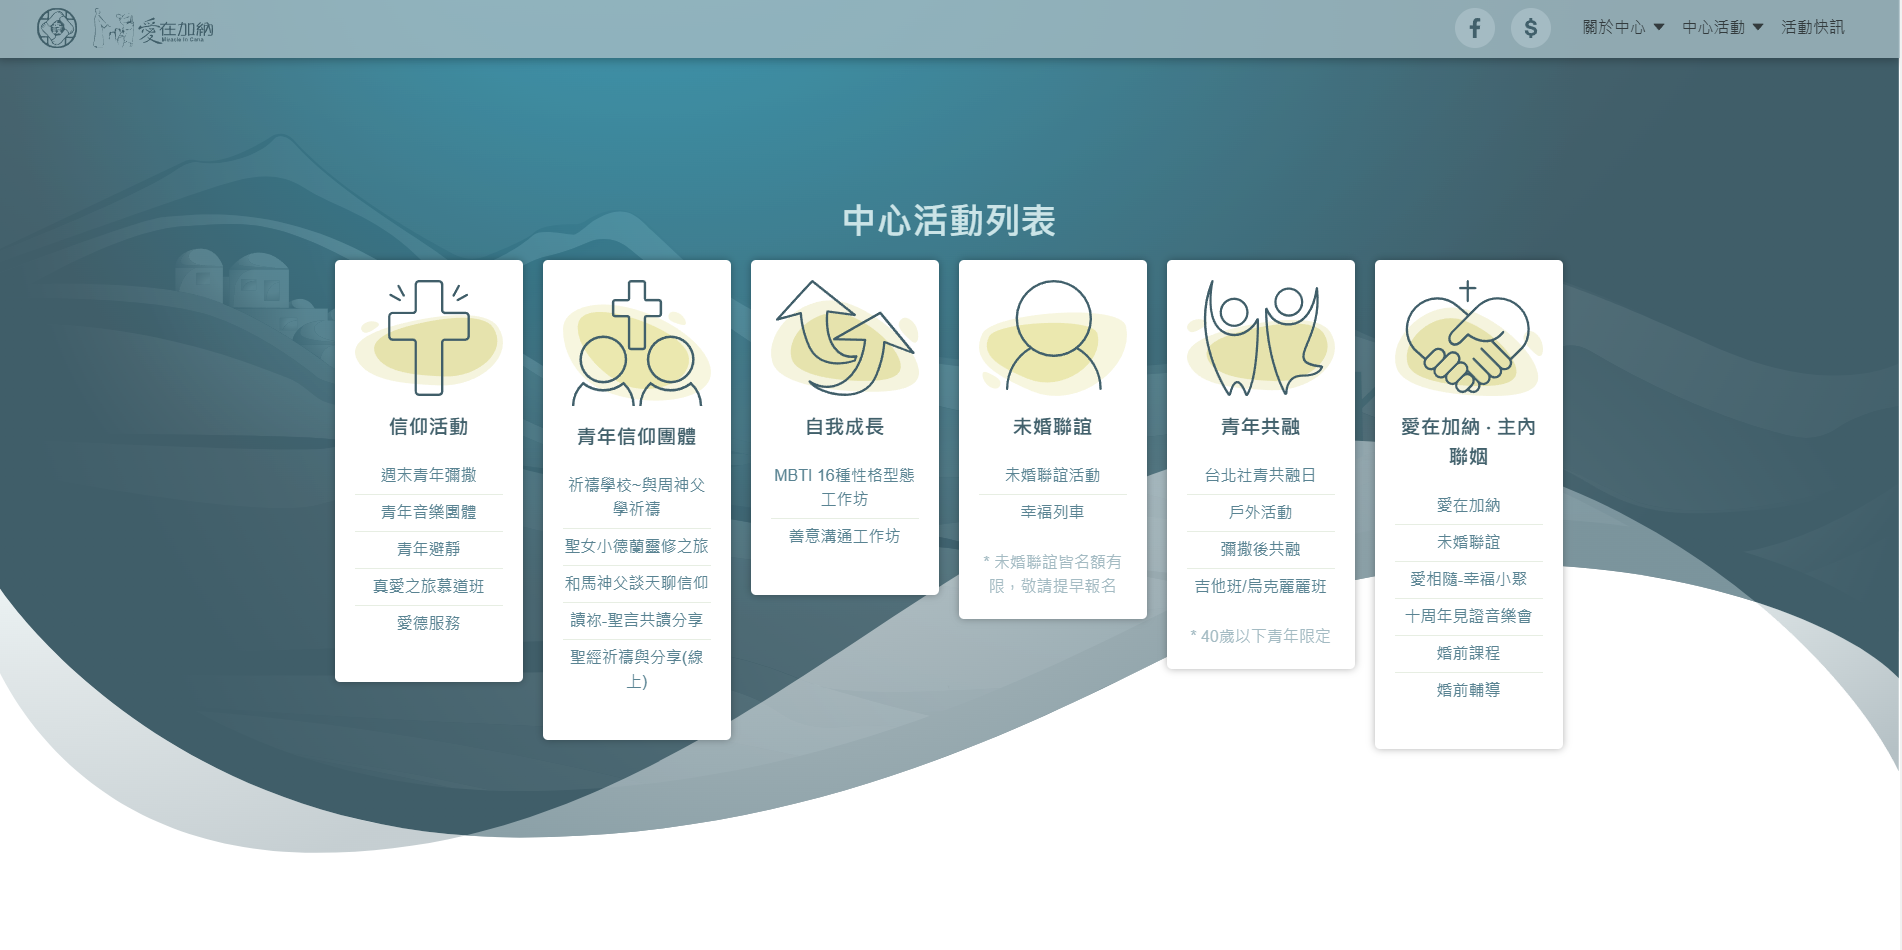 愛在加納
Blessing In Cana
關於中心
中心活動
活動快訊
中心活動列表
信仰活動
週末青年彌撒
青年音樂團體
青年避靜
真愛之旅慕道班
愛德服務
青年信仰團體
祈禱學校~與周神父
學祈禱
聖女小德蘭靈修之旅
和馬神父談天聊信仰
讀祢-聖言共讀分享
聖經祈禱與分享(線
上)
自我成長
MBTI 16種性格型態
工作坊
善意溝通工作坊
未婚聯誼
未婚聯誼活動
幸福列車
* 未婚聯誼皆名額有
限，敬請提早報名
青年共融
台北社青共融日
戶外活動
彌撒後共融
吉他班/烏克麗麗班
* 40歲以下青年限定
愛在加納 · 主內
聯姻
愛在加納
未婚聯誼
愛相隨-幸福小聚
十周年見證音樂會
婚前課程
婚前輔導